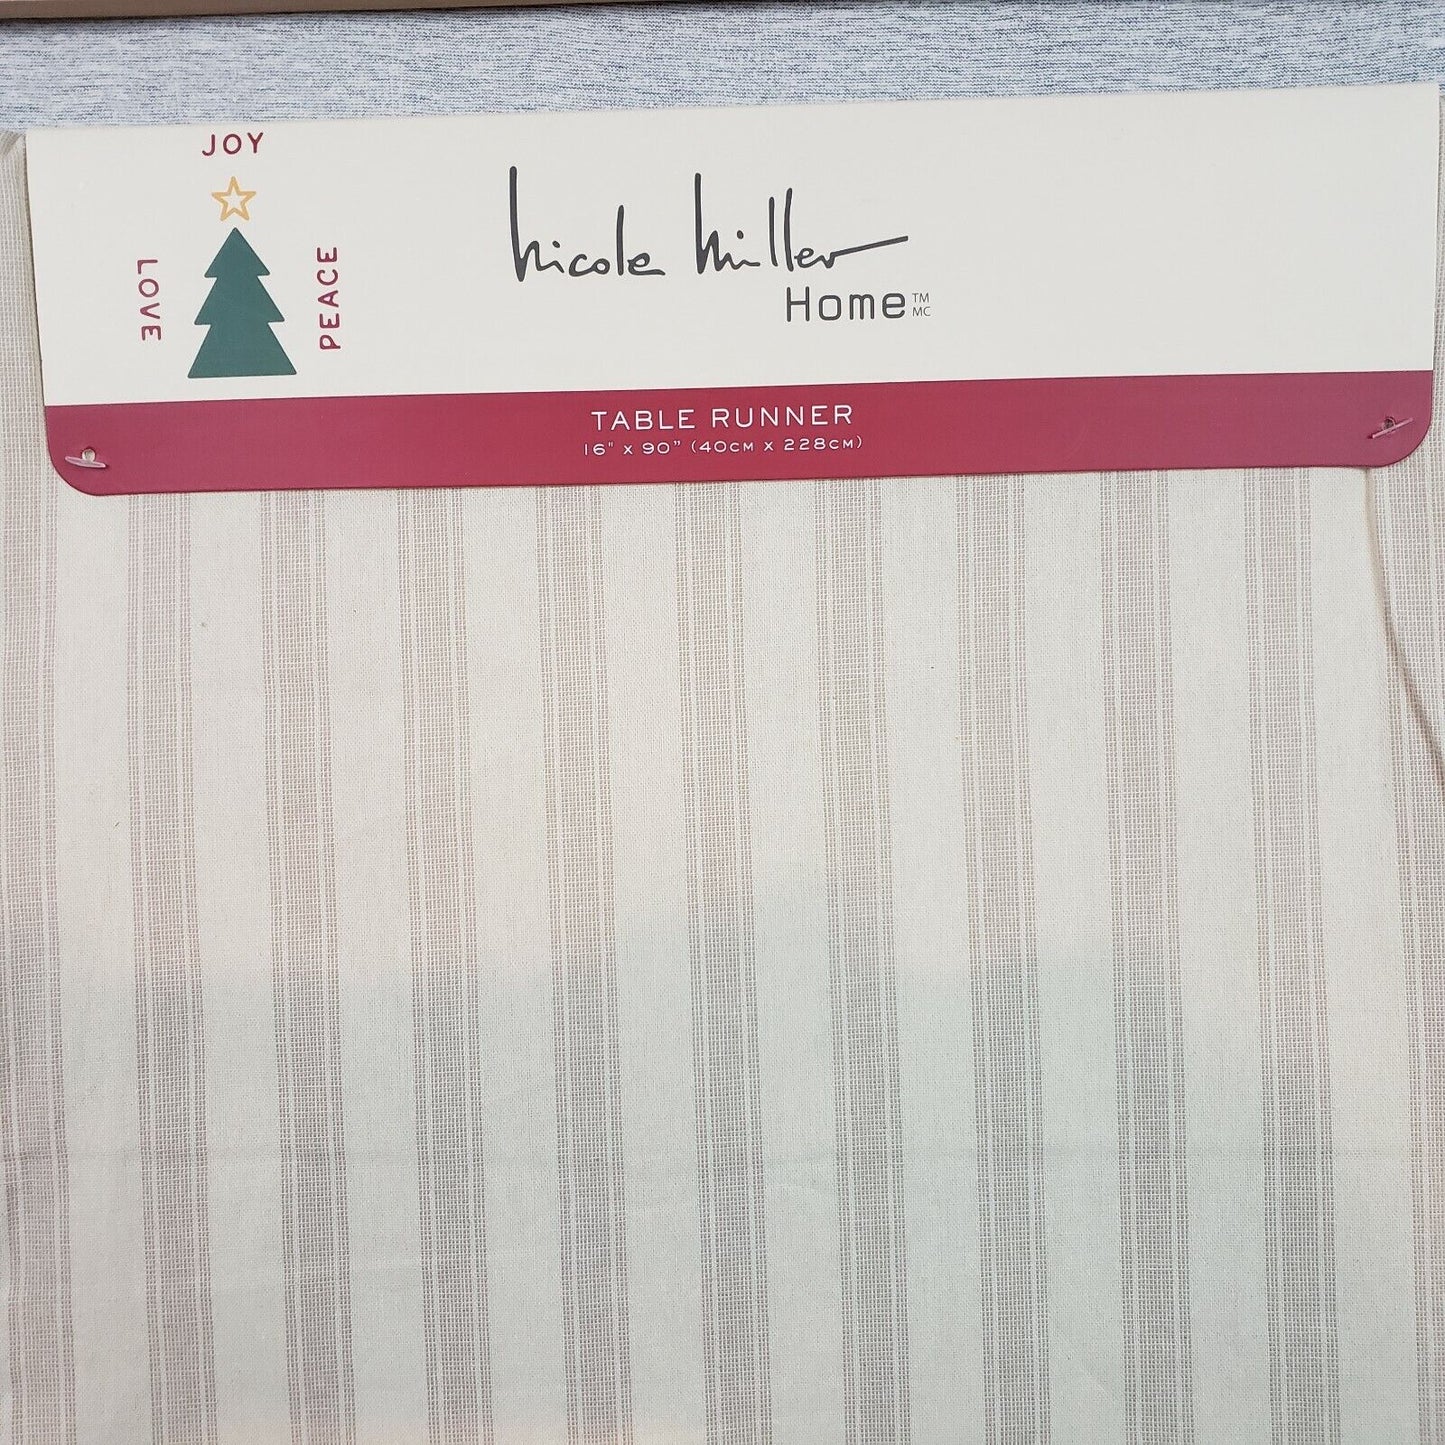 JOY
LOVE
PEACE
Nicole Miller
Home™
MC
TABLE RUNNER
16" x 90” (40CM X 228CM)